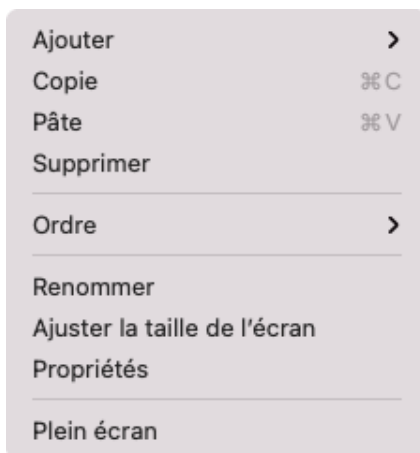 Ajouter >
Copie ⌘C
Pâte ⌘V
Supprimer
Ordre >
Renommer
Ajuster la taille de l’écran
Propriétés
Plein écran